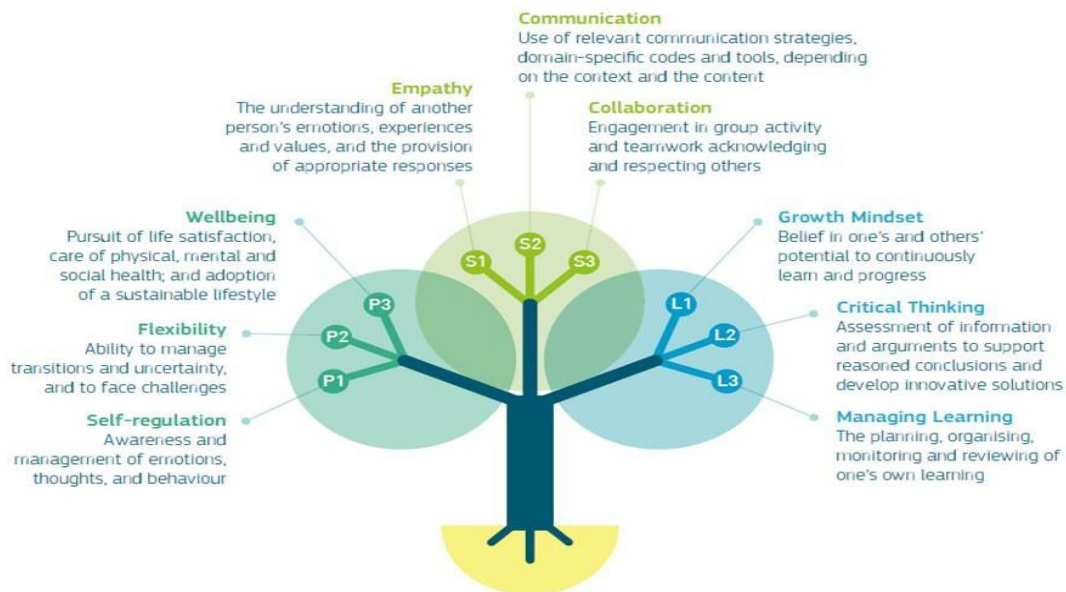 Communication
Use of relevant communication strategies,
domain-specific codes and tools, depending
on the context and the content
Empathy
The understanding of another
person's emotions, experiences
and values, and the provision
of appropriate responses
Collaboration
Engagement in group activity
and teamwork acknowledging
and respecting others
Wellbeing
Pursuit of life satisfaction,
care of physical, mental and
social health; and adoption
of a sustainable lifestyle
Growth Mindset
Belief in one's and others'
potential to continuously
learn and progress
S1
S2
S3
P3
P2
P1
L1
L2
L3
Flexibility
Ability to manage
transitions and uncertainty,
and to face challenges
Critical Thinking
Assessment of information
and arguments to support
reasoned conclusions and
develop innovative solutions
Self-regulation
Awareness and
management of emotions,
thoughts, and behaviour
Managing Learning
The planning, organising,
monitoring and reviewing of
one's own learning